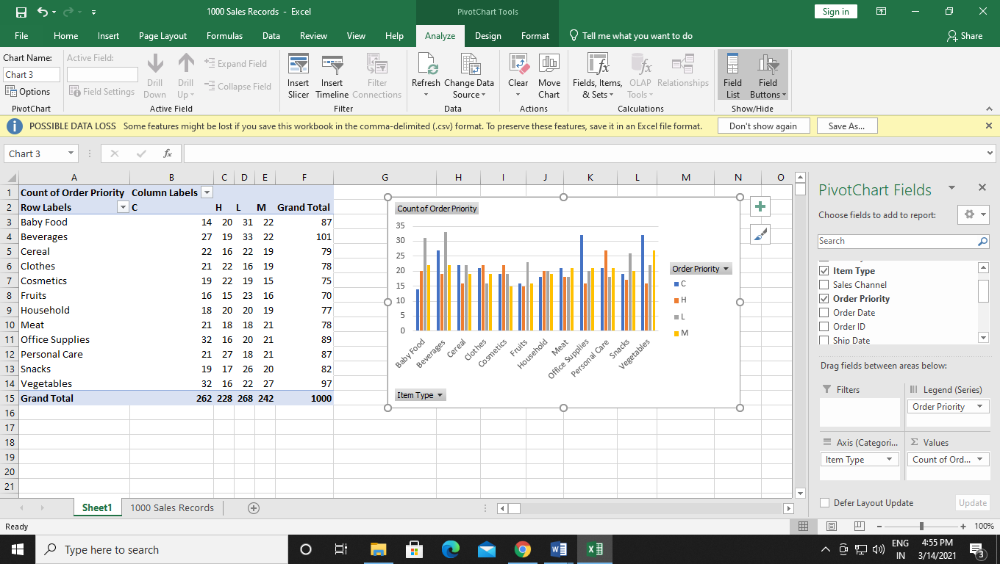 1000 Sales Records - Excel
PivotChart Tools
Sign in
File Home Insert Page Layout Formulas Data Review View Help Analyze Design Format Tell me what you want to do Share
Chart Name:
Chart 3
Options
PivotChart
Active Field:
Field Settings
Drill Down
Drill Up
Expand Field
Collapse Field
Active Field
Insert Slicer
Insert Timeline
Filter Connections
Filter
Refresh
Change Data Source
Data
Clear
Move Chart
Actions
Fields, Items, & Sets
OLAP Tools
Relationships
Calculations
Field List
Field Buttons
Show/Hide
POSSIBLE DATA LOSS Some features might be lost if you save this workbook in the comma-delimited (.csv) format. To preserve these features, save it in an Excel file format. Don't show again Save As...
Chart 3 fx
A B C D E F G H I J K L M N O
1 Count of Order Priority Column Labels
2 Row Labels C H L M Grand Total
3 Baby Food 14 20 31 22 87
4 Beverages 27 19 33 22 101
5 Cereal 22 16 22 19 79
6 Clothes 21 22 16 19 78
7 Cosmetics 19 22 19 15 75
8 Fruits 16 15 23 16 70
9 Household 18 20 20 19 77
10 Meat 21 18 18 21 78
11 Office Supplies 32 16 20 21 89
12 Personal Care 21 27 18 21 87
13 Snacks 19 17 26 20 82
14 Vegetables 32 16 22 27 97
15 Grand Total 262 228 268 242 1000
16
17
18
19
20
21
Count of Order Priority
35
30
25
20
15
10
5
0
Baby Food Beverages Cereal Clothes Cosmetics Fruits Household Meat Office Supplies Personal Care Snacks Vegetables
Order Priority
C
H
L
M
Item Type
PivotChart Fields
Choose fields to add to report:
Search
Item Type
Sales Channel
Order Priority
Order Date
Order ID
Ship Date
Drag fields between areas below:
Filters
Legend (Series)
Order Priority
Axis (Categori...
Values
Item Type
Count of Ord...
Defer Layout Update Update
Sheet1 1000 Sales Records
Ready
100%
Type here to search
W
X
ENG
IN
4:55 PM
3/14/2021
3